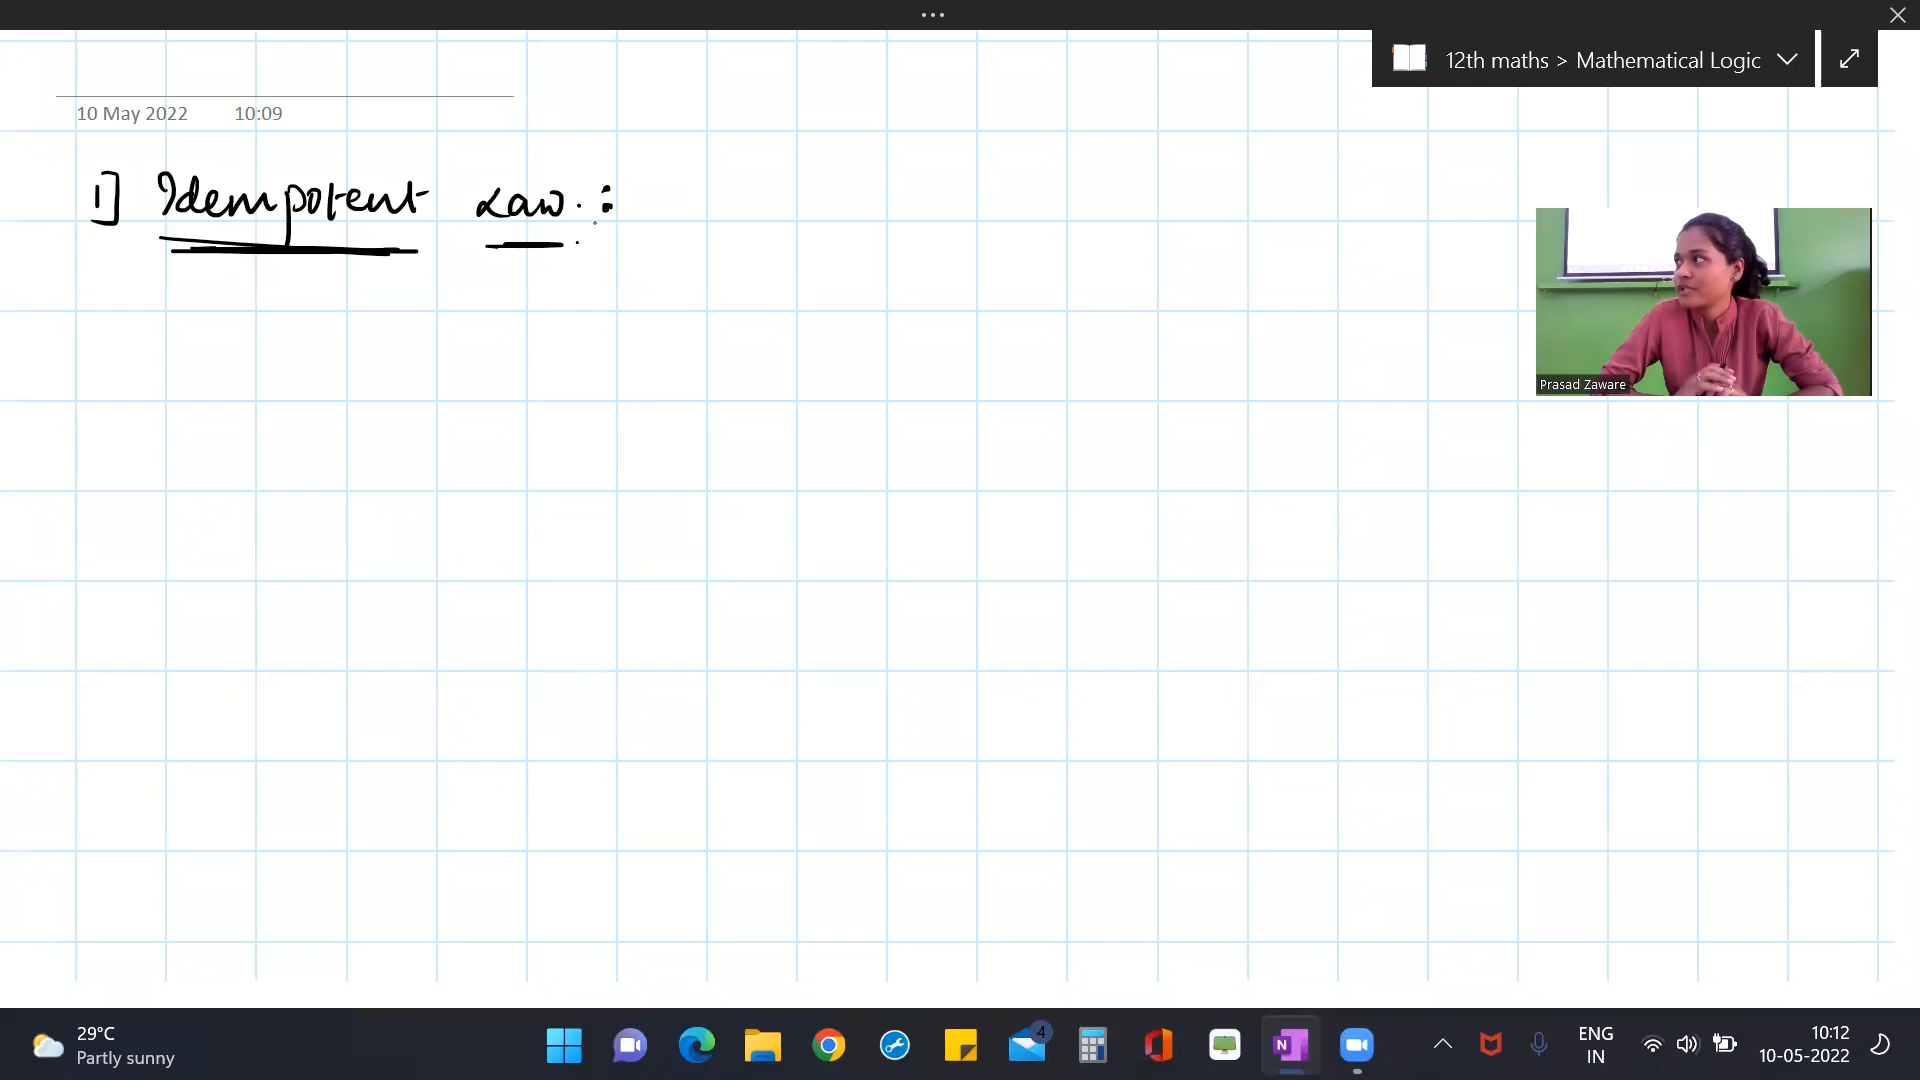 12th maths > Mathematical Logic
10 May 2022 10:09
1] Idempotent Law. :
Prasad Zaware
29°C
Partly sunny
4
N
ENG
IN
10:12
10-05-2022